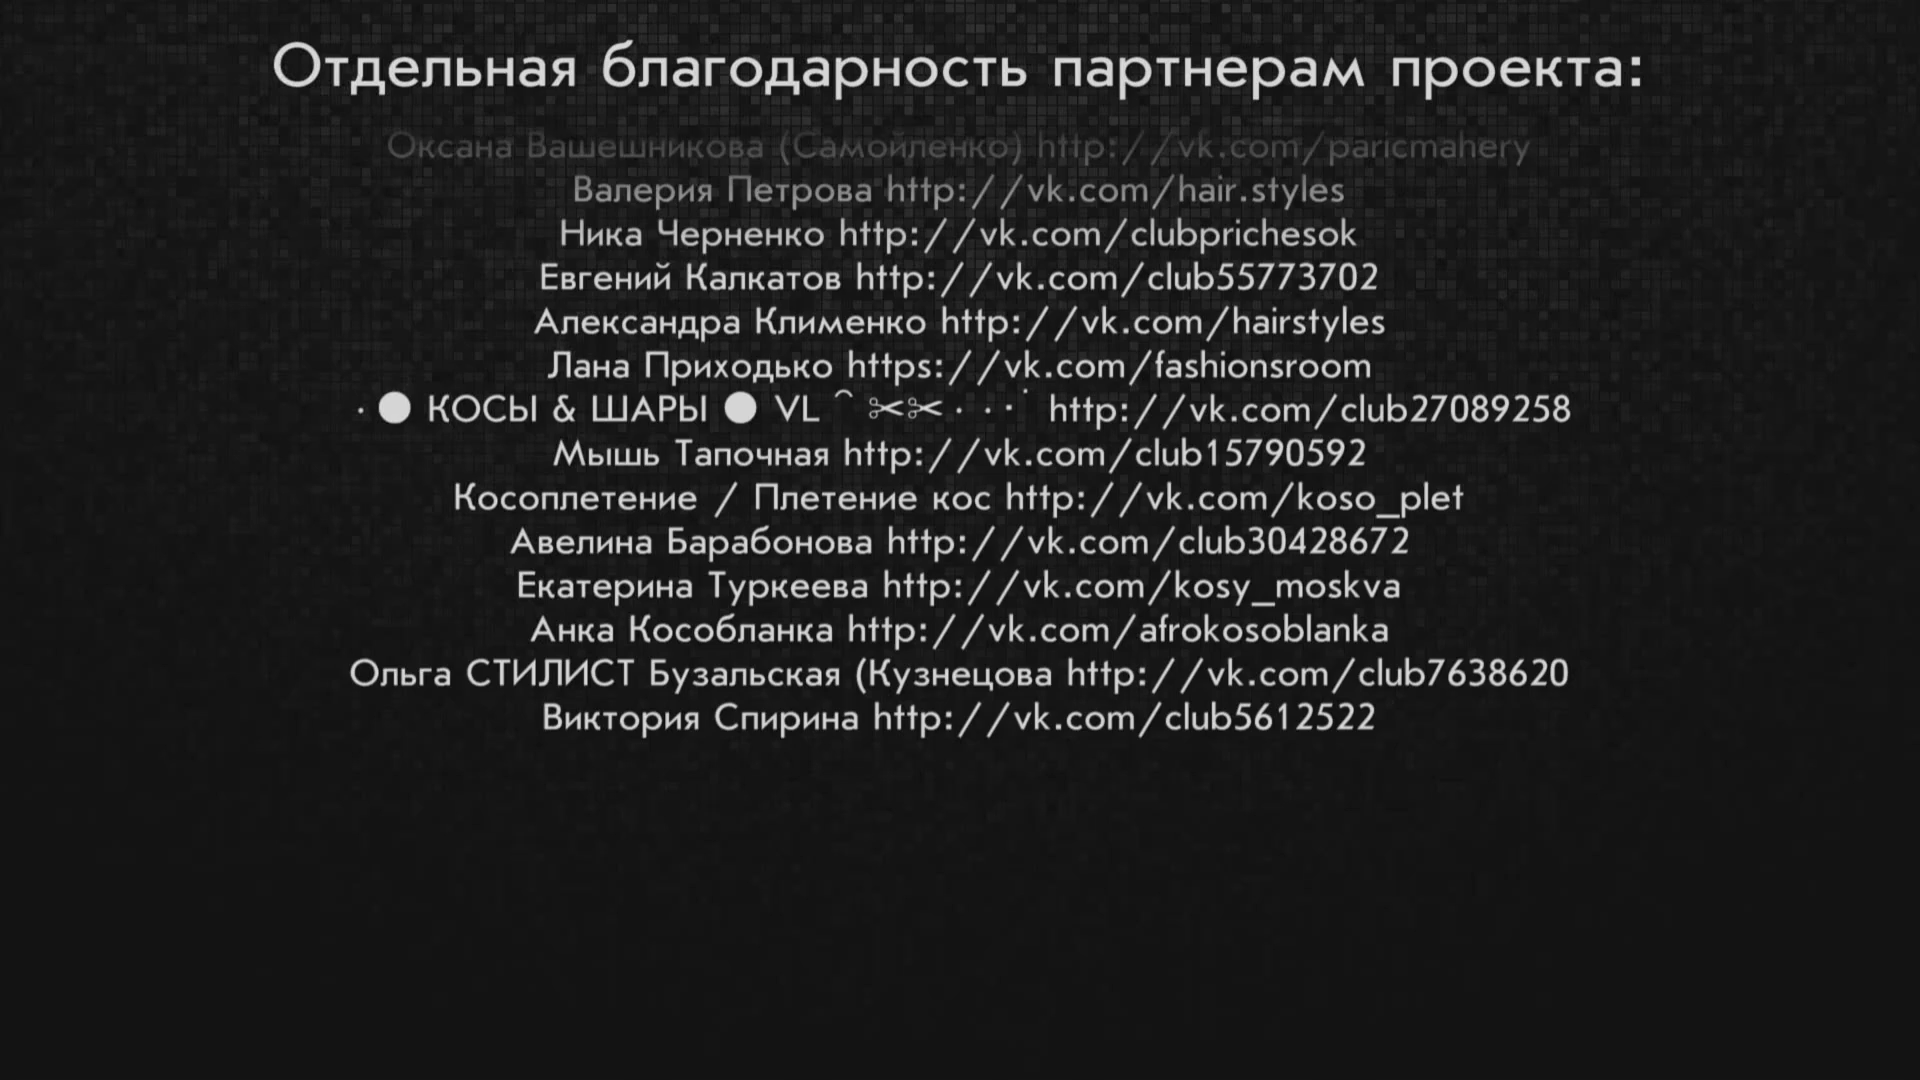 Отдельная благодарность партнерам проекта:
Оксана Вашешникова (Самойленко) http://vk.com/paricmahery
Валерия Петрова http://vk.com/hair.styles
Ника Черненко http://vk.com/clubprichesok
Евгений Калкатов http://vk.com/club55773702
Александра Клименко http://vk.com/hairstyles
Лана Приходько https://vk.com/fashionsroom
· ● КОСЫ & ШАРЫ ● VL ⌒ ✂✂ · · · ˙ http://vk.com/club27089258
Мышь Тапочная http://vk.com/club15790592
Косоплетение / Плетение кос http://vk.com/koso_plet
Авелина Барабонова http://vk.com/club30428672
Екатерина Туркеева http://vk.com/kosy_moskva
Анка Кособланка http://vk.com/afrokosoblanka
Ольга СТИЛИСТ Бузальская (Кузнецова http://vk.com/club7638620
Виктория Спирина http://vk.com/club5612522